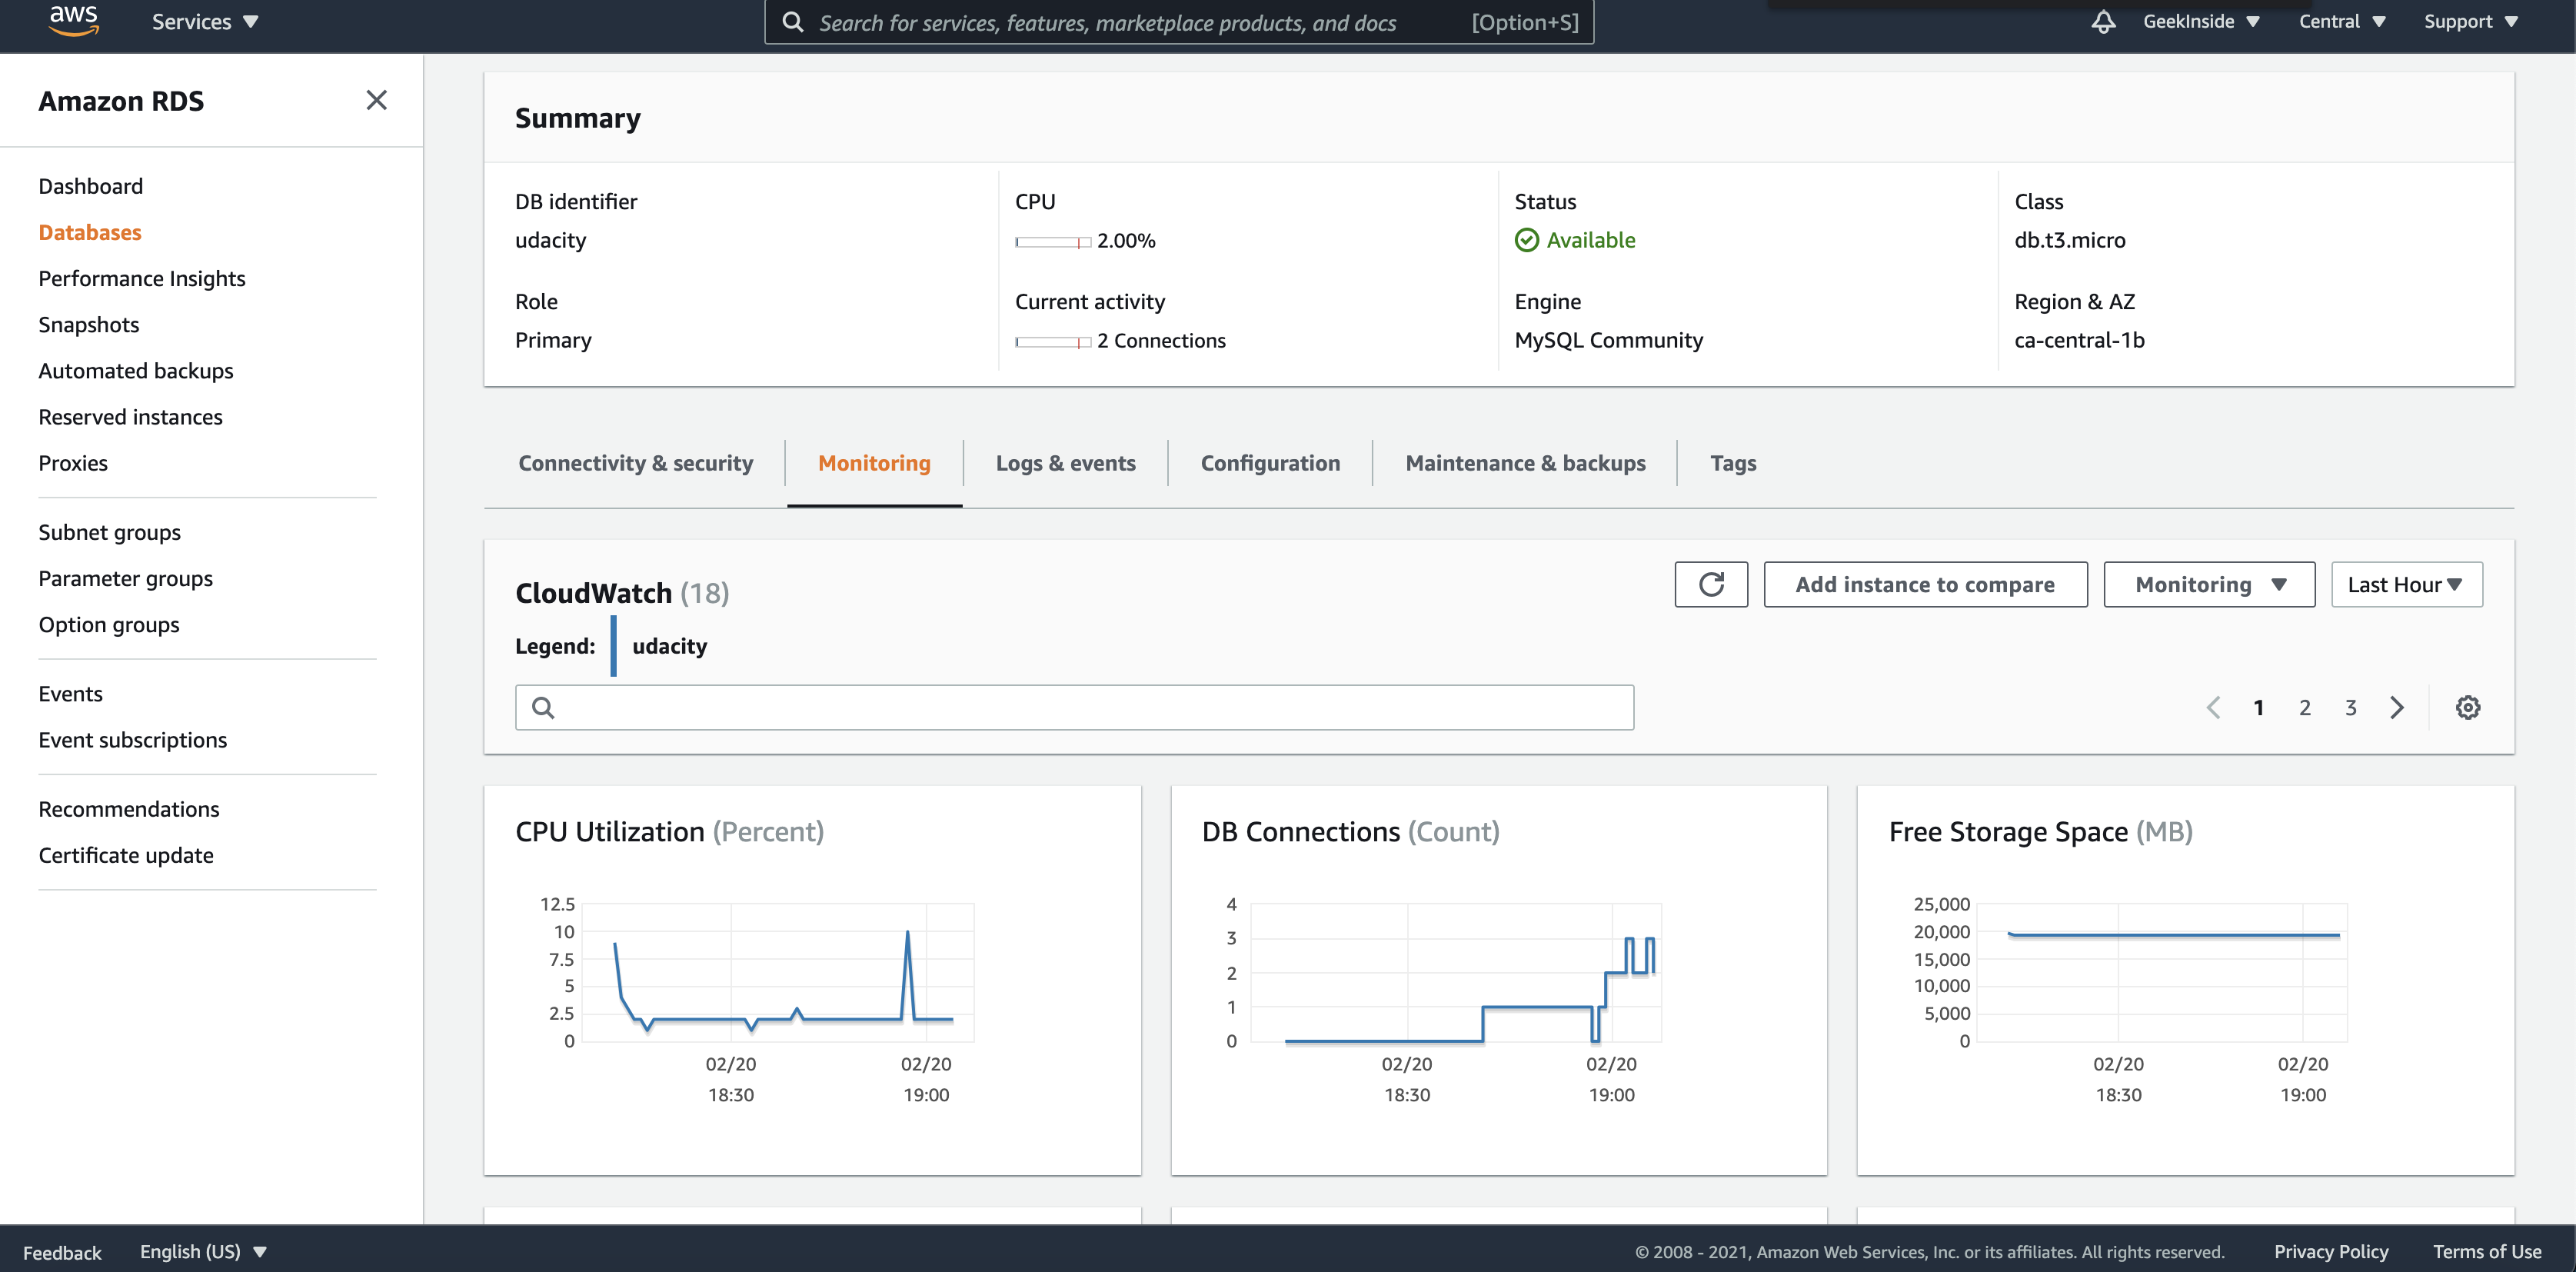 aws
Services
Search for services, features, marketplace products, and docs [Option+S]
GeekInside
Central
Support
Amazon RDS
Dashboard
Databases
Performance Insights
Snapshots
Automated backups
Reserved instances
Proxies
Subnet groups
Parameter groups
Option groups
Events
Event subscriptions
Recommendations
Certificate update
Summary
DB identifier
udacity
CPU
2.00%
Status
Available
Class
db.t3.micro
Role
Primary
Current activity
2 Connections
Engine
MySQL Community
Region & AZ
ca-central-1b
Connectivity & security
Monitoring
Logs & events
Configuration
Maintenance & backups
Tags
CloudWatch (18)
Add instance to compare
Monitoring
Last Hour
Legend: udacity
1 2 3
CPU Utilization (Percent)
12.5
10
7.5
5
2.5
0
02/20 02/20
18:30 19:00
DB Connections (Count)
4
3
2
1
0
02/20 02/20
18:30 19:00
Free Storage Space (MB)
25,000
20,000
15,000
10,000
5,000
0
02/20 02/20
18:30 19:00
Feedback
English (US)
© 2008 - 2021, Amazon Web Services, Inc. or its affiliates. All rights reserved.
Privacy Policy
Terms of Use